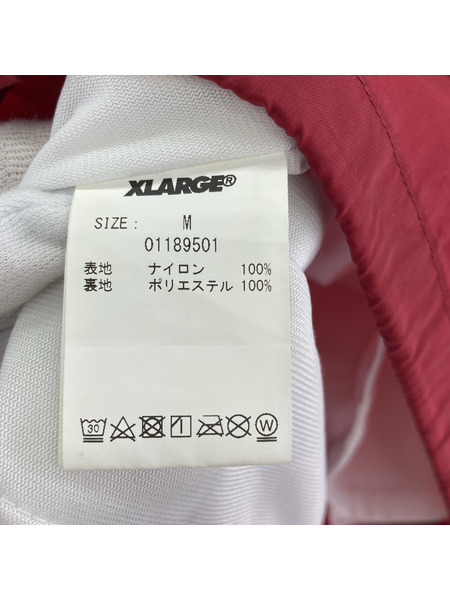 XLARGE®
SIZE: M
01189501
表地 ナイロン 100%
裏地 ポリエステル 100%
30 W